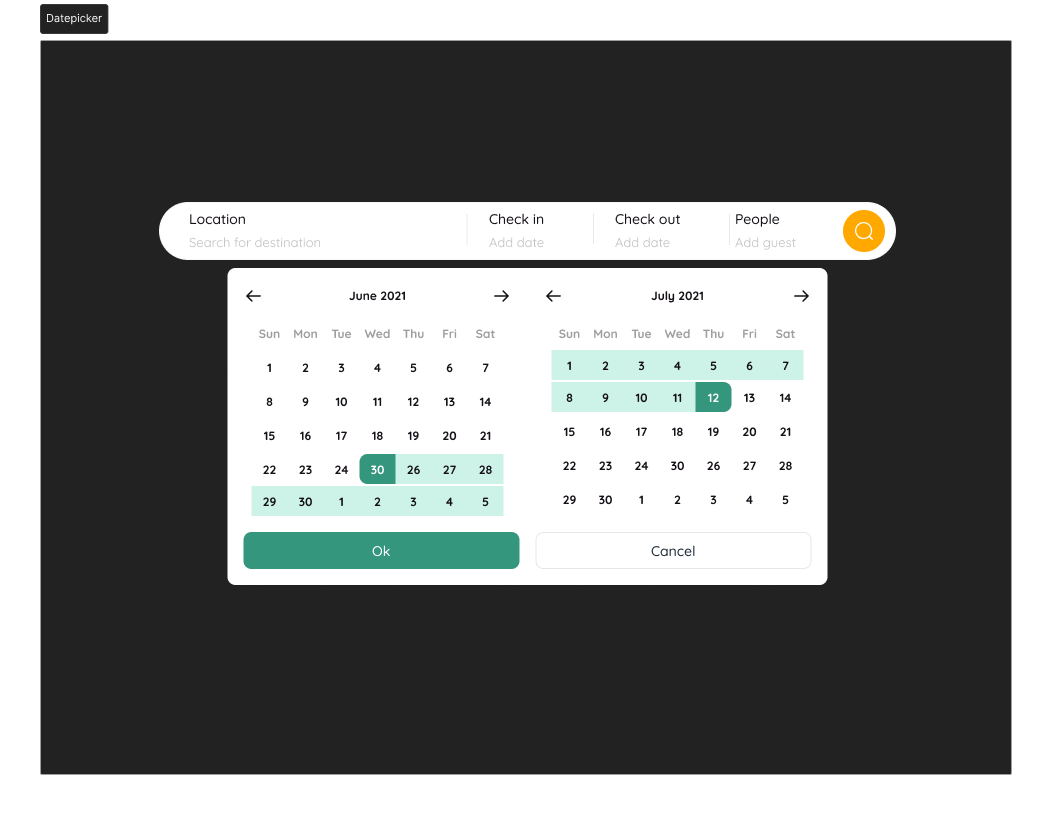 Datepicker
Location Check in Check out People
Search for destination Add date Add date Add guest
June 2021
Sun Mon Tue Wed Thu Fri Sat
1 2 3 4 5 6 7
8 9 10 11 12 13 14
15 16 17 18 19 20 21
22 23 24 30 26 27 28
29 30 1 2 3 4 5
July 2021
Sun Mon Tue Wed Thu Fri Sat
1 2 3 4 5 6 7
8 9 10 11 12 13 14
15 16 17 18 19 20 21
22 23 24 30 26 27 28
29 30 1 2 3 4 5
Ok Cancel